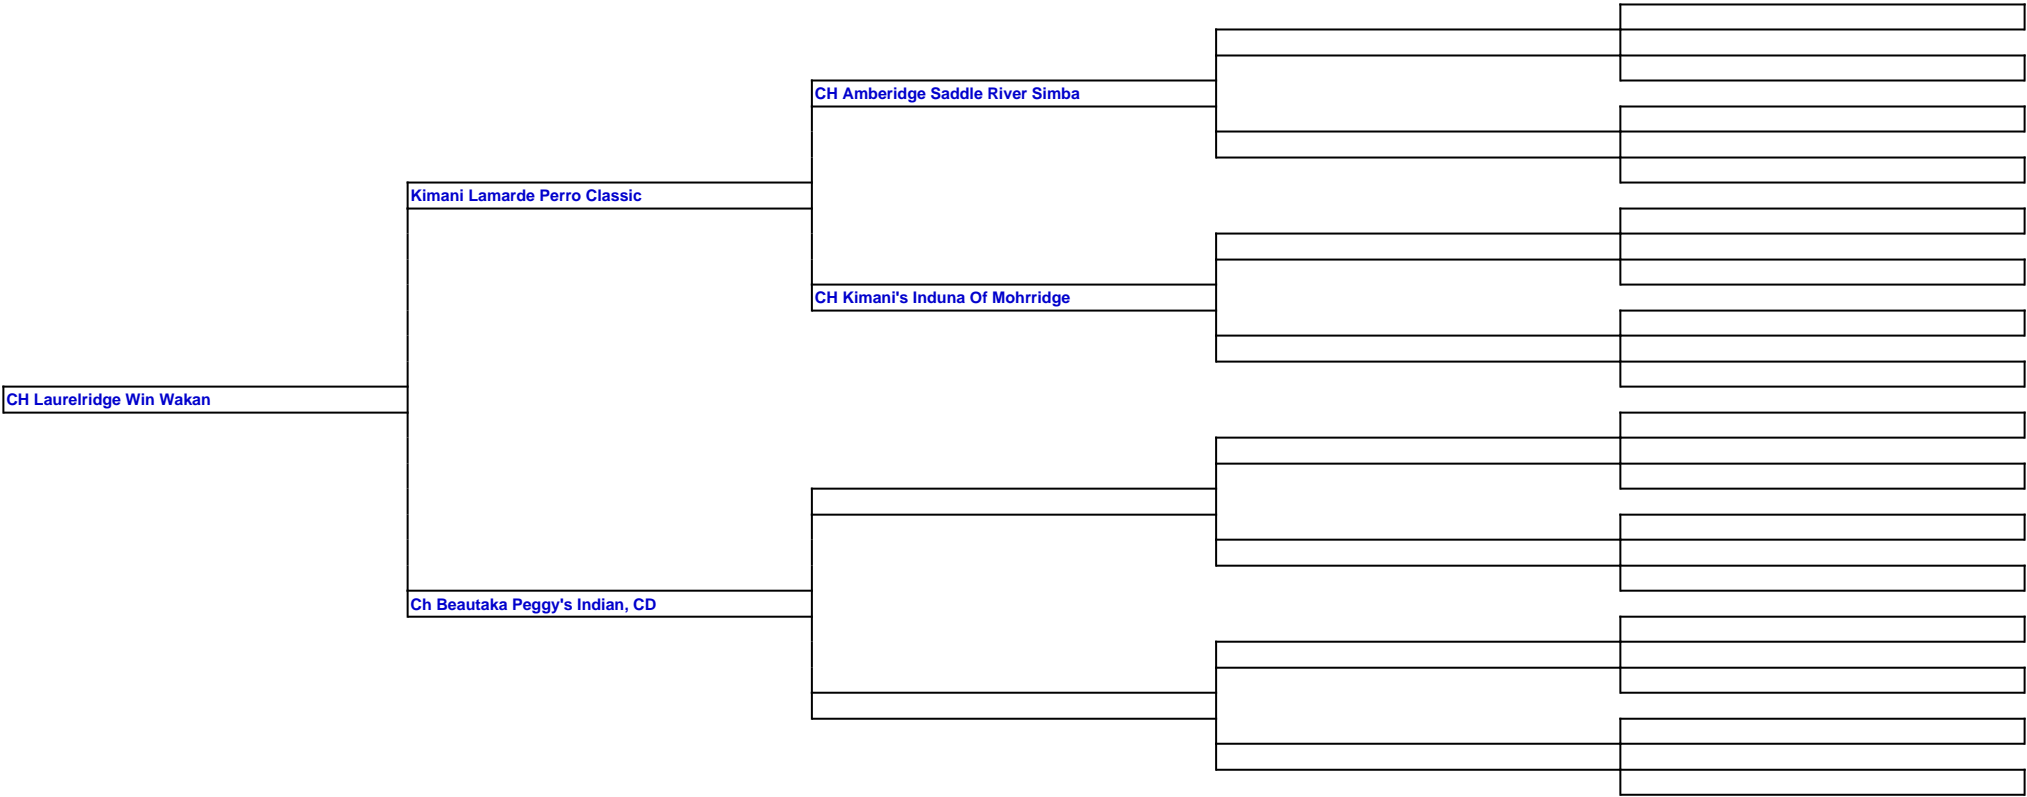 CH Amberidge Saddle River Simba
Kimani Lamarde Perro Classic
CH Kimani's Induna Of Mohrridge
CH Laurelridge Win Wakan
Ch Beautaka Peggy's Indian, CD